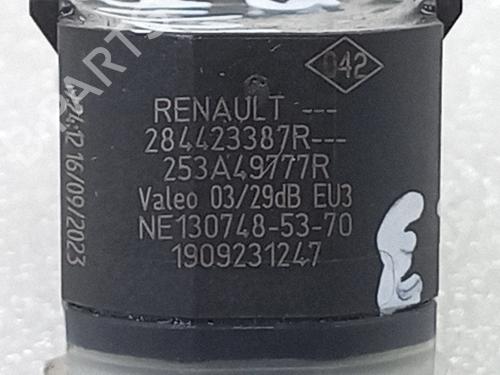 042
RENAULT ---
284423387R---
253A49777R
Valeo 03/29dB EU3
NE130748-53-70
1909231247
16/09/2023